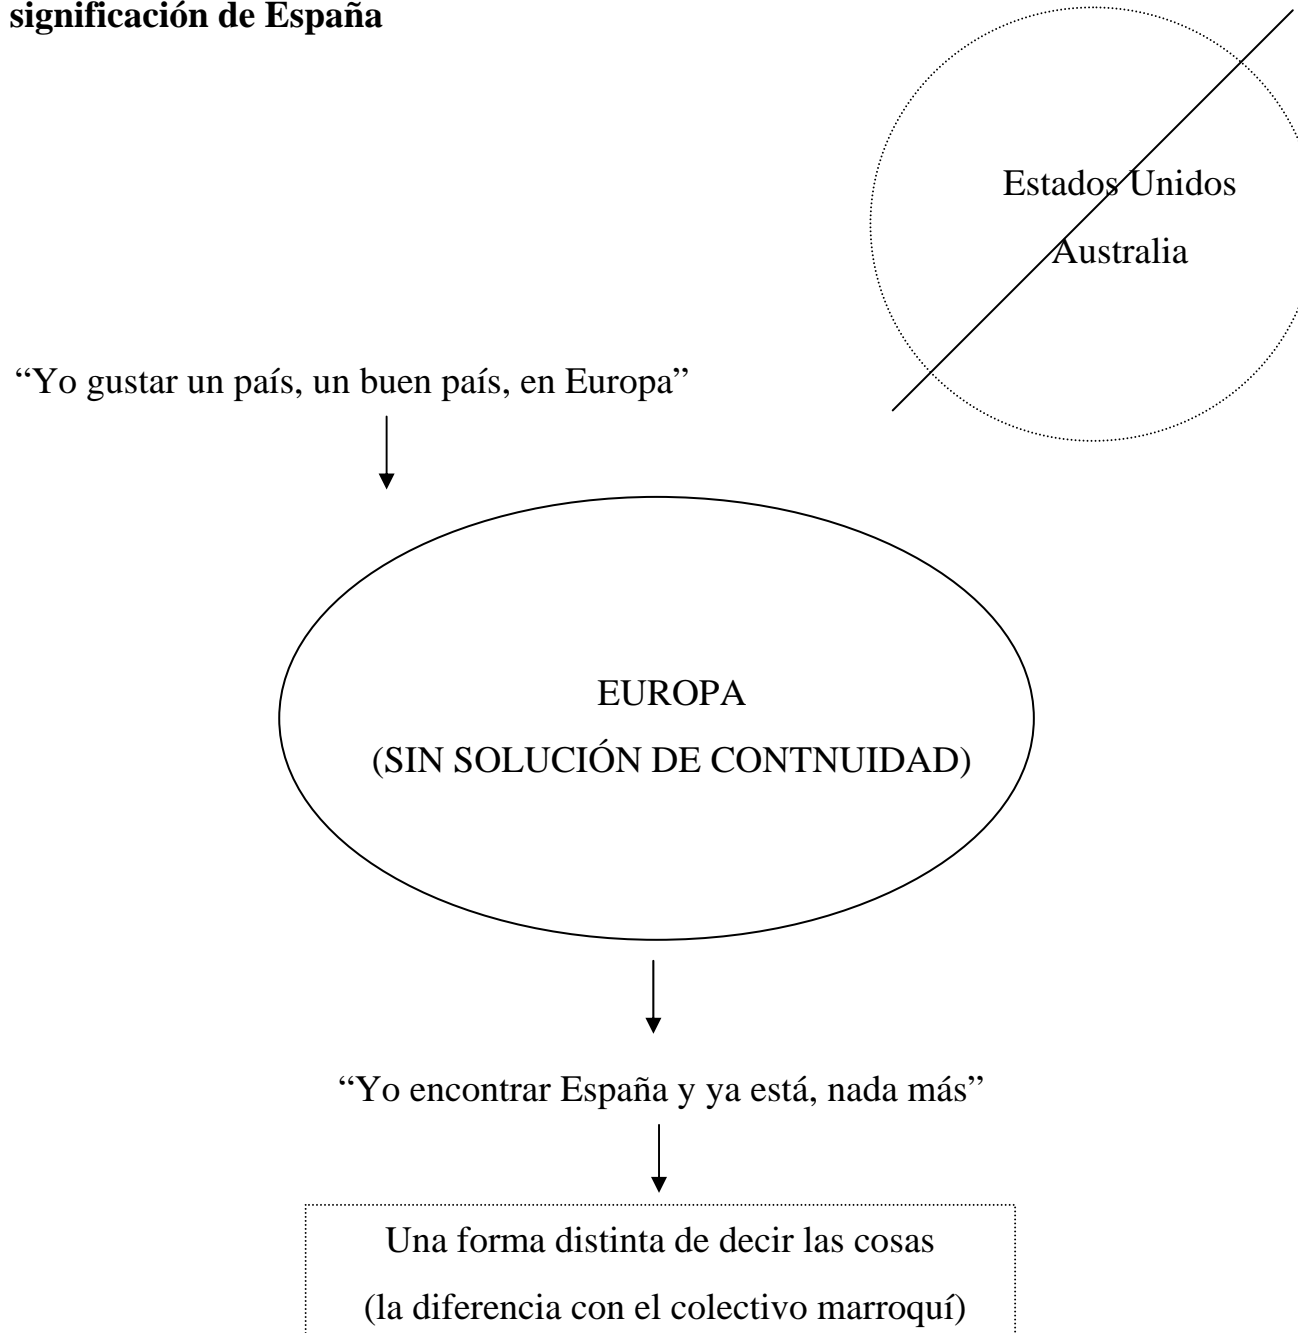 significación de España
Estados Unidos
Australia
“Yo gustar un país, un buen país, en Europa”
EUROPA
(SIN SOLUCIÓN DE CONTNUIDAD)
“Yo encontrar España y ya está, nada más”
Una forma distinta de decir las cosas
(la diferencia con el colectivo marroquí)